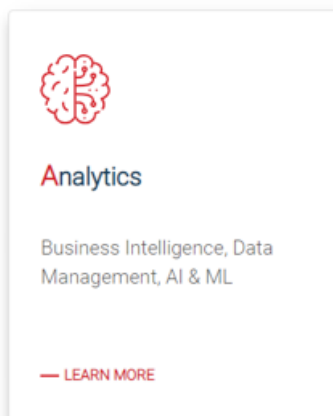 Analytics
Business Intelligence, Data
Management, AI & ML
LEARN MORE